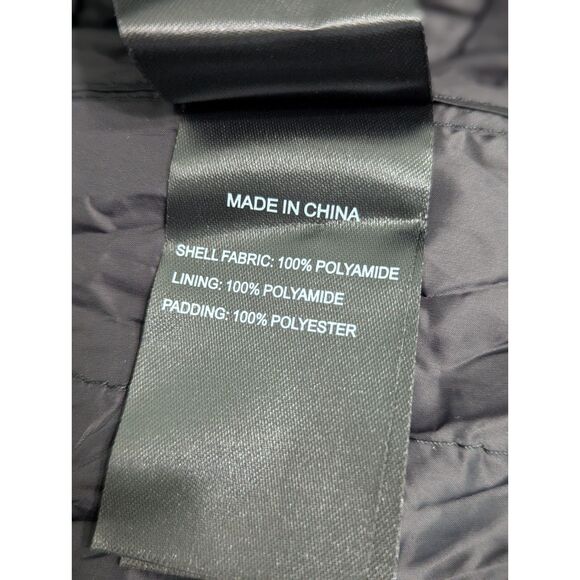 MADE IN CHINA
SHELL FABRIC: 100% POLYAMIDE
LINING: 100% POLYAMIDE
PADDING: 100% POLYESTER